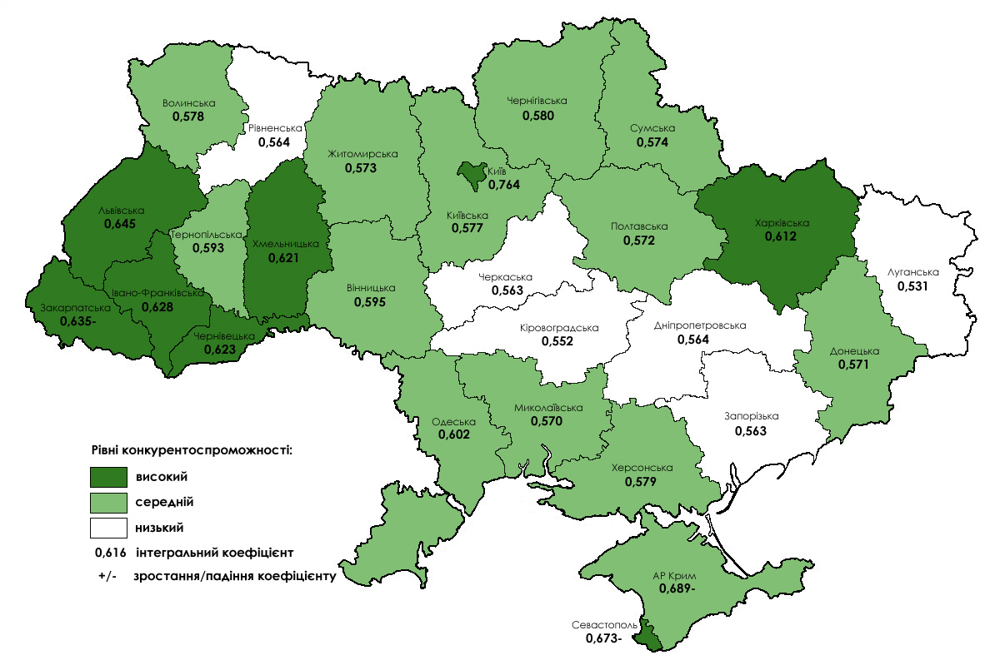 Чернігівська
0,580
Волинська
0,578
Рівненська
0,564
Сумська
0,574
Житомирська
0,573
Київ
0,764
Львівська
0,645
Київська
0,577
Полтавська
0,572
Харківська
0,612
Тернопільська
0,593
Хмельницька
0,621
Луганська
0,531
Черкаська
0,563
Вінницька
0,595
Івано-Франківська
0,628
Закарпатська
0,635-
Кіровоградська
0,552
Дніпропетровська
0,564
Чернівецька
0,623
Донецька
0,571
Миколаївська
0,570
Запорізька
0,563
Одеська
0,602
Херсонська
0,579
АР Крим
0,689-
Севастополь
0,673-
Рівні конкурентоспроможності:
високий
середній
низький
0,616 інтегральний коефіцієнт
+/- зростання/падіння коефіцієнту